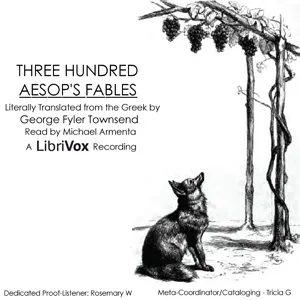 THREE HUNDRED
AESOP'S FABLES
Literally Translated from the Greek by
George Fyler Townsend
Read by Michael Armenta
A LibriVox Recording
Dedicated Proof-Listener: Rosemary W
Meta-Coordinator/Cataloging - Tricia G